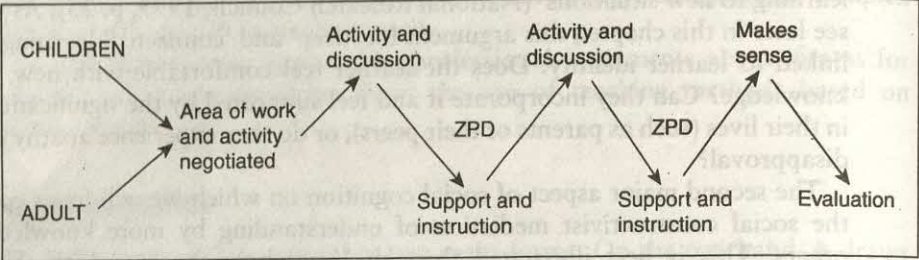 CHILDREN
ADULT
Area of work
and activity
negotiated
Activity and
discussion
ZPD
Support and
instruction
Activity and
discussion
ZPD
Support and
instruction
Makes
sense
Evaluation